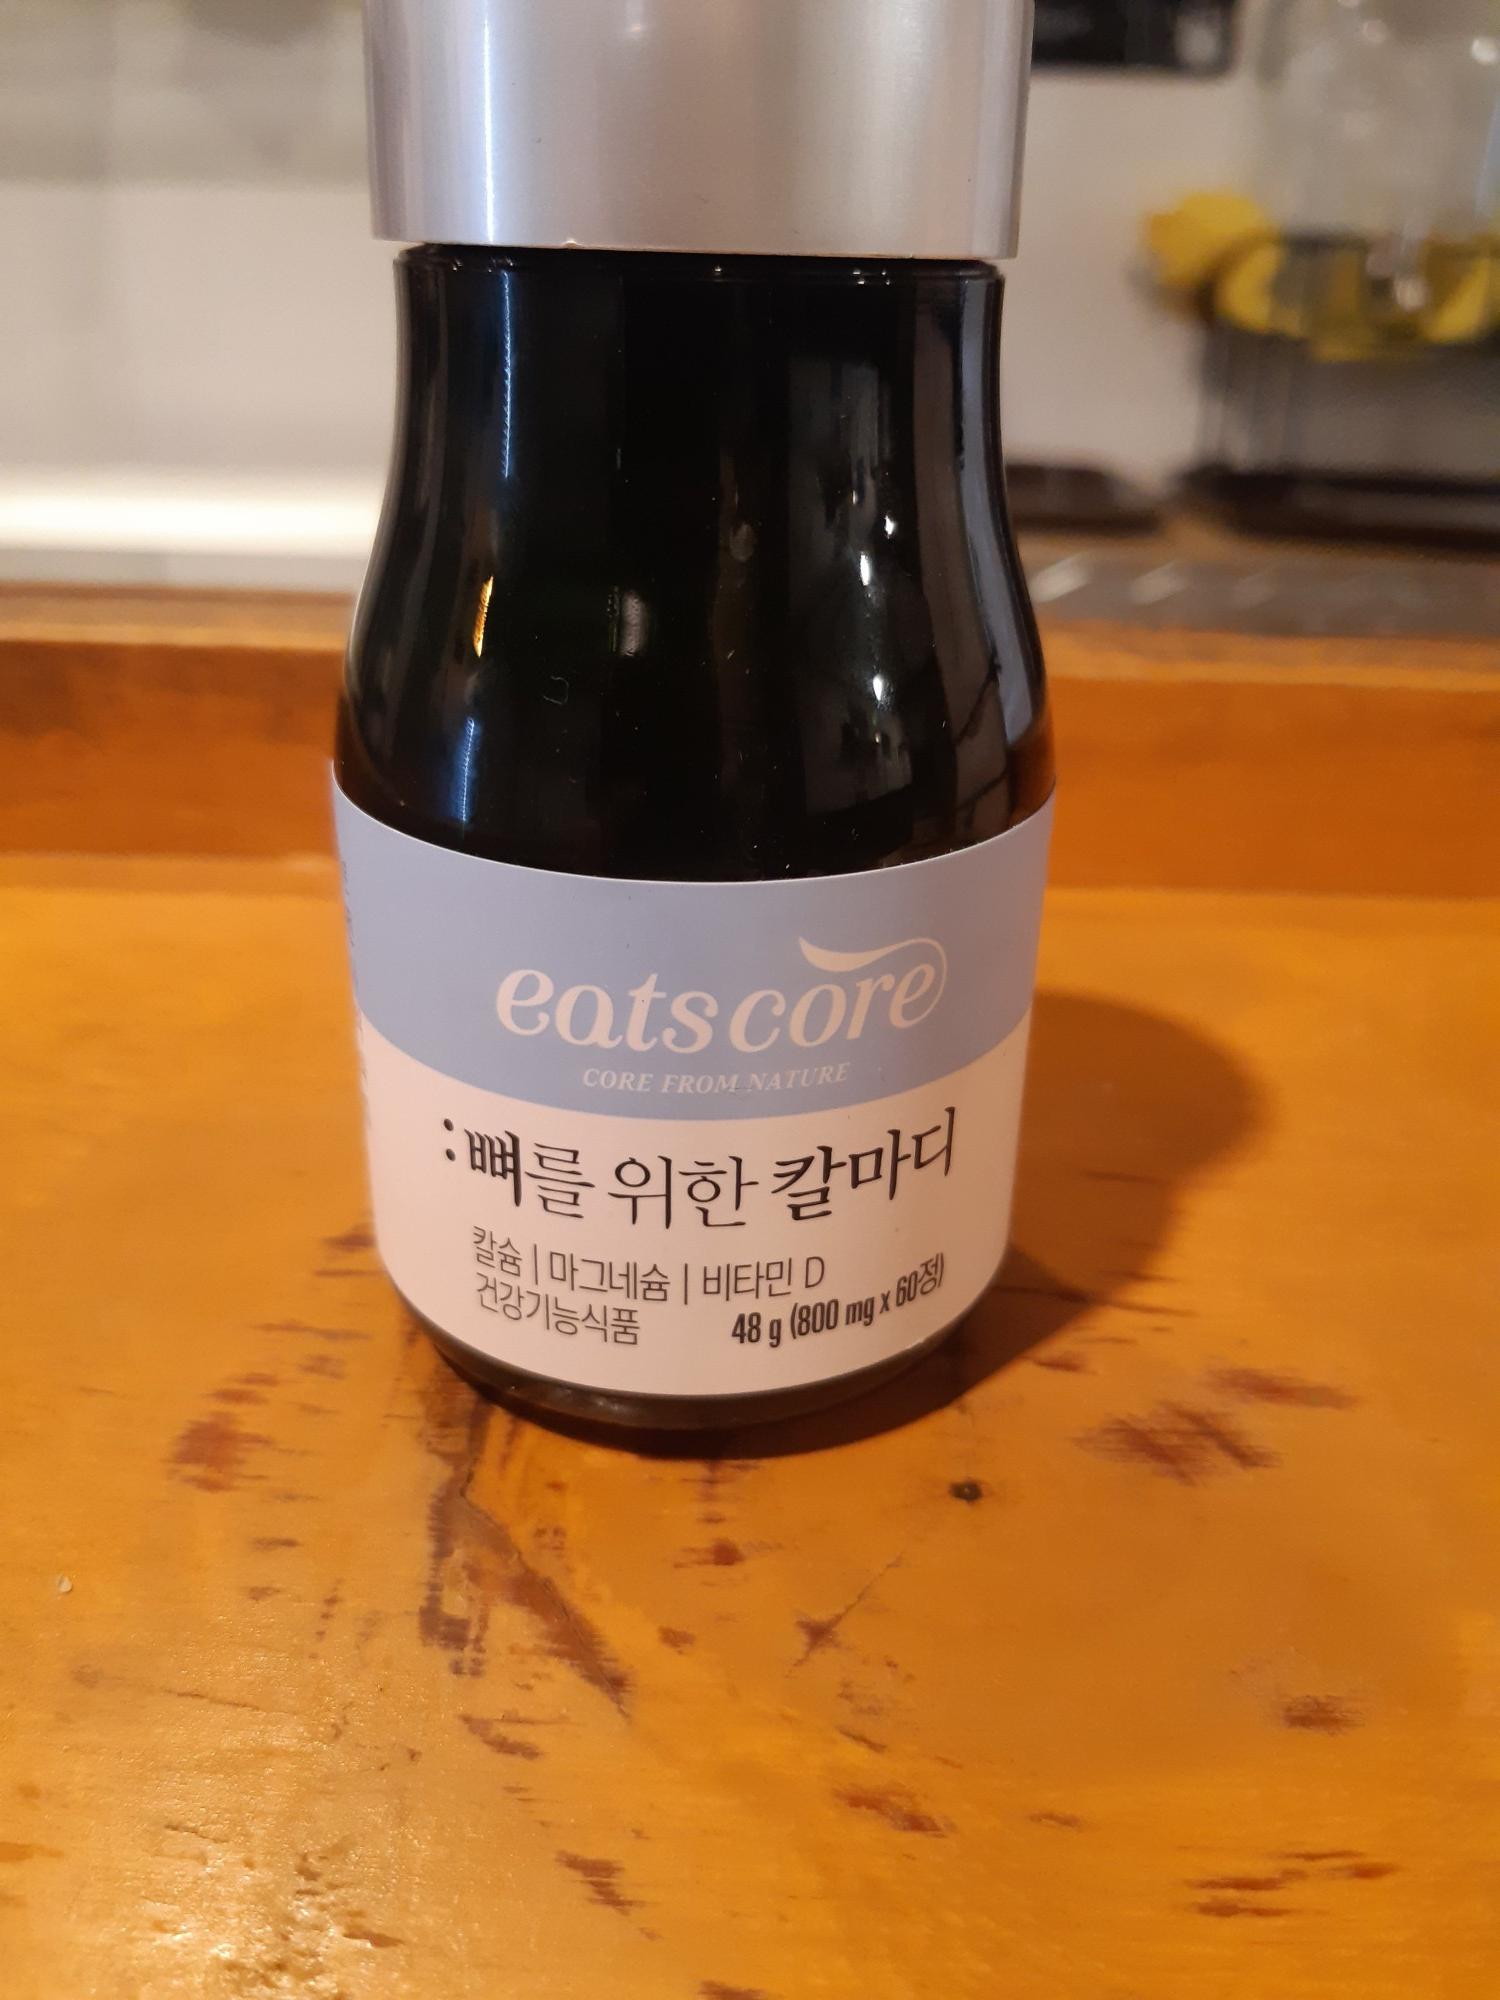 eatscore
CORE FROM NATURE
:뼈를 위한 칼마디
칼슘 | 마그네슘 | 비타민 D
건강기능식품 48 g (800 mg x 60정)